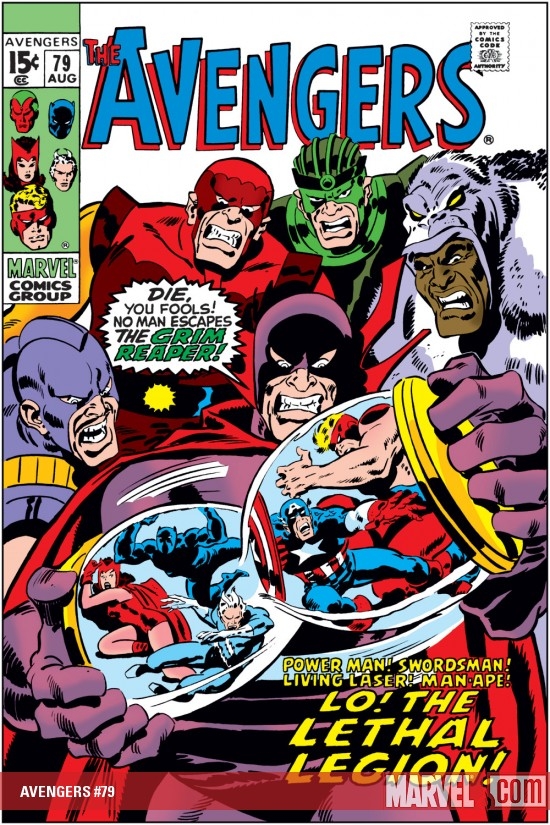 AVENGERS
15¢ 79
CC AUG
THE AVENGERS®
APPROVED
BY THE
COMICS
CODE
AUTHORITY
MARVEL®
COMICS
GROUP
DIE,
YOU FOOLS!
NO MAN ESCAPES
THE GRIM
REAPER!
POWER MAN! SWORDSMAN!
LIVING LASER! MAN-APE!
LO! THE
LETHAL
LEGION!
AVENGERS #79
MARVEL.COM